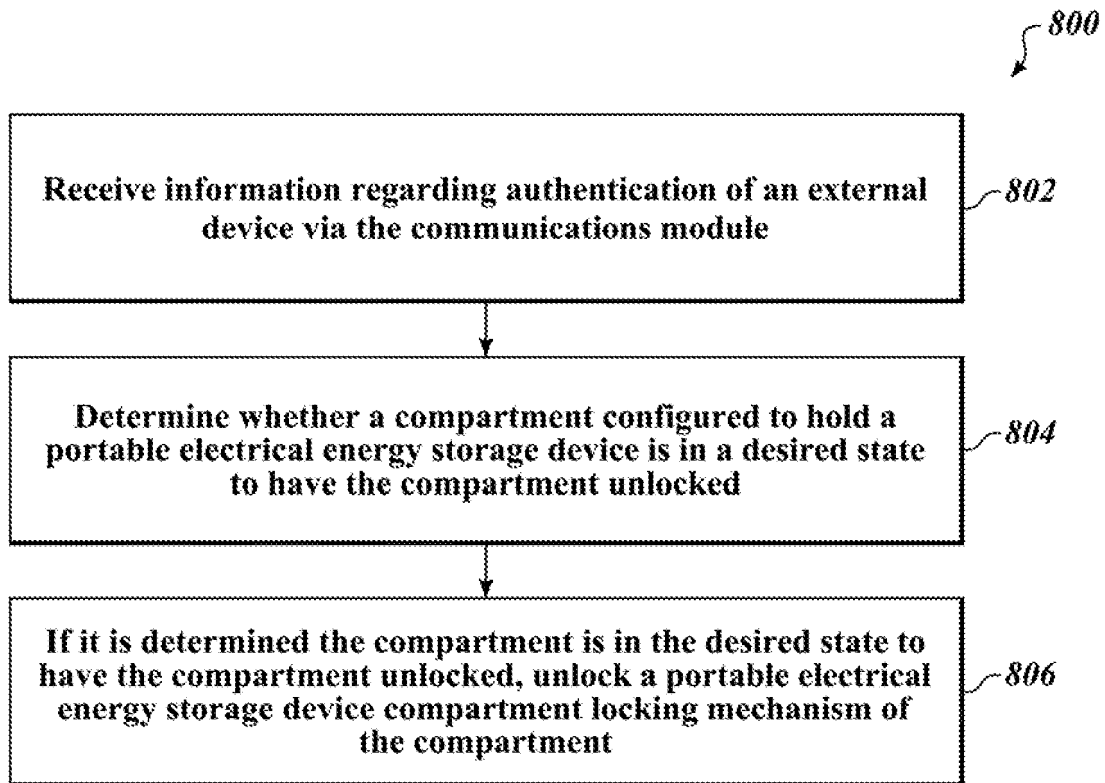 800
Receive information regarding authentication of an external
device via the communications module
802
Determine whether a compartment configured to hold a
portable electrical energy storage device is in a desired state
to have the compartment unlocked
804
If it is determined the compartment is in the desired state to
have the compartment unlocked, unlock a portable electrical
energy storage device compartment locking mechanism of
the compartment
806